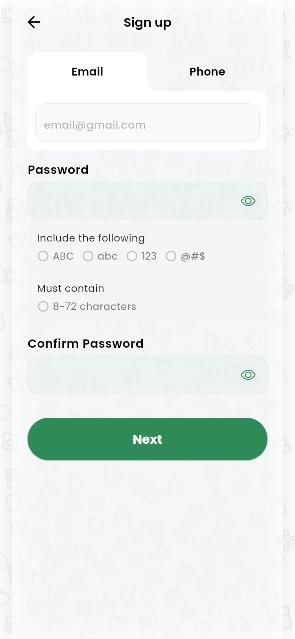 Sign up
Email Phone
email@gmail.com
Password
Include the following
ABC abc 123 @#$
Must contain
8-72 characters
Confirm Password
Next